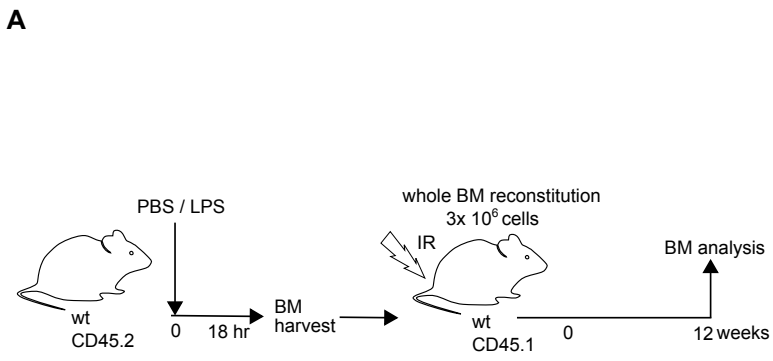 A
PBS / LPS
wt
CD45.2
0
18 hr
BM
harvest
whole BM reconstitution
3x 10⁶ cells
IR
wt
CD45.1
0
BM analysis
12 weeks